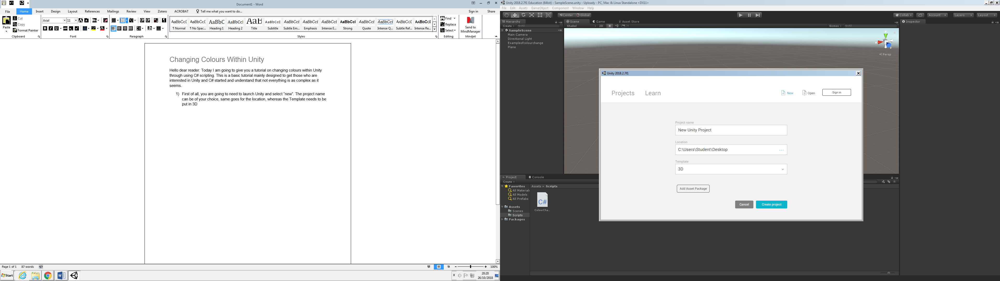 Document1 - Word
File Home Insert Design Layout References Mailings Review View Zotero ACROBAT Tell me what you want to do... Sign in Share
Paste
Cut
Copy
Format Painter
Clipboard
Arial 11
Font
Paragraph
AaBbCcI AaBbCcI AaBbC AaBbCcI AaB AaBbCcD AaBbCcI AaBbCcI AaBbCcI AaBbCcI AaBbCcI AaBbCcI AABBCCI AABBCCI
¶ Normal ¶ No Spac... Heading 1 Heading 2 Title Subtitle Subtle Em... Emphasis Intense E... Strong Quote Intense Q... Subtle Ref... Intense Re...
Styles
Find
Replace
Select
Editing
Send to
MindManager
Mindjet
Changing Colours Within Unity
Hello dear reader. Today I am going to give you a tutorial on changing colours within Unity
through using C# scripting. This is a basic tutorial mainly designed to get those who are
interested in Unity and C# started and understand that not everything is as complex as it
seems.
1) First of all, you are going to need to launch Unity and select “new”. The project name
can be of your choice, same goes for the location, whereas the Template needs to be
put in 3D
Page 1 of 1 87 words
100%
Start
20:20
26/10/2018
Unity 2018.2.7f1 Education (64bit) - SampleScene.unity - Uploady - PC, Mac & Linux Standalone <DX11>
File Edit Assets GameObject Component Window Help
Center Global
Collab Account Layers Layout
Hierarchy
Create All
SampleScene
Main Camera
Directional Light
Exampleofcolourchange
Plane
Scene Game Asset Store
Shaded 2D Gizmos All
Persp
Inspector
Unity 2018.2.7f1
Projects Learn New Open Sign in
Project name
New Unity Project
Location
C:\Users\Student\Desktop ...
Template
3D
Add Asset Package
Cancel Create project
Project Console
Create
Favorites
All Materials
All Models
All Prefabs
Assets
Scenes
Scripts
Packages
Assets Scripts
C#
ColourCha..